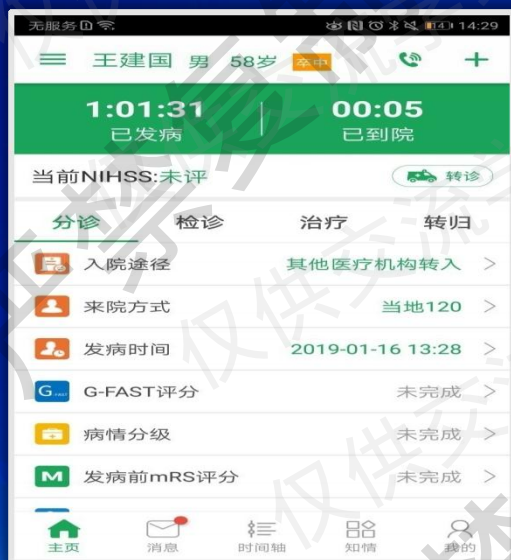 无服务
14:29
王建国 男 58岁 卒中
1:01:31 00:05
已发病 已到院
当前NIHSS:未评 转诊
分诊 检诊 治疗 转归
入院途径 其他医疗机构转入 >
来院方式 当地120 >
发病时间 2019-01-16 13:28 >
G-FAST评分 未完成 >
病情分级 未完成 >
M 发病前mRS评分 未完成 >
主页 消息 时间轴 知情 我的